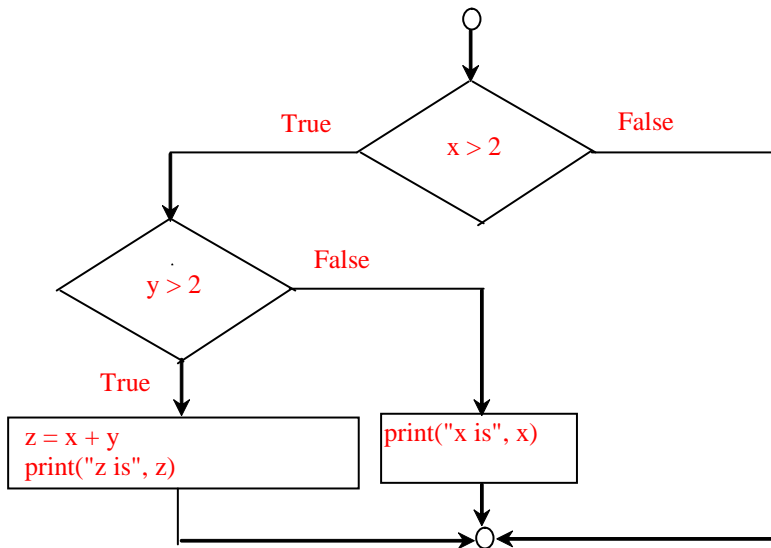 True
False
x > 2
False
y > 2
True
z = x + y
print("z is", z)
print("x is", x)